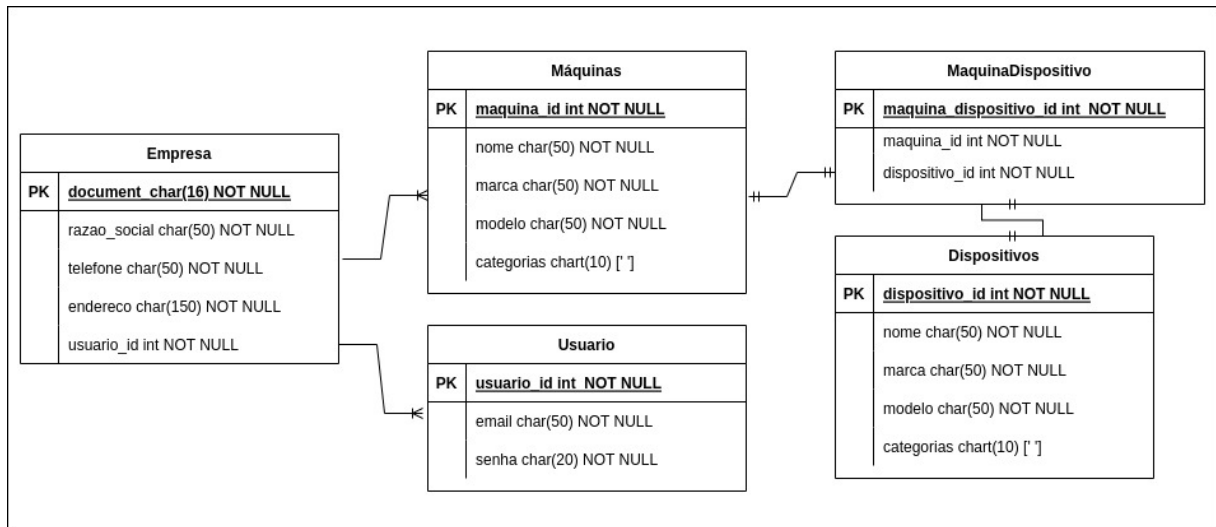 Empresa
PK document_char(16) NOT NULL
razao_social char(50) NOT NULL
telefone char(50) NOT NULL
endereco char(150) NOT NULL
usuario_id int NOT NULL
Máquinas
PK maquina_id int NOT NULL
nome char(50) NOT NULL
marca char(50) NOT NULL
modelo char(50) NOT NULL
categorias chart(10) [' ']
Usuario
PK usuario_id int NOT NULL
email char(50) NOT NULL
senha char(20) NOT NULL
MaquinaDispositivo
PK maquina_dispositivo_id int NOT NULL
maquina_id int NOT NULL
dispositivo_id int NOT NULL
Dispositivos
PK dispositivo_id int NOT NULL
nome char(50) NOT NULL
marca char(50) NOT NULL
modelo char(50) NOT NULL
categorias chart(10) [' ']